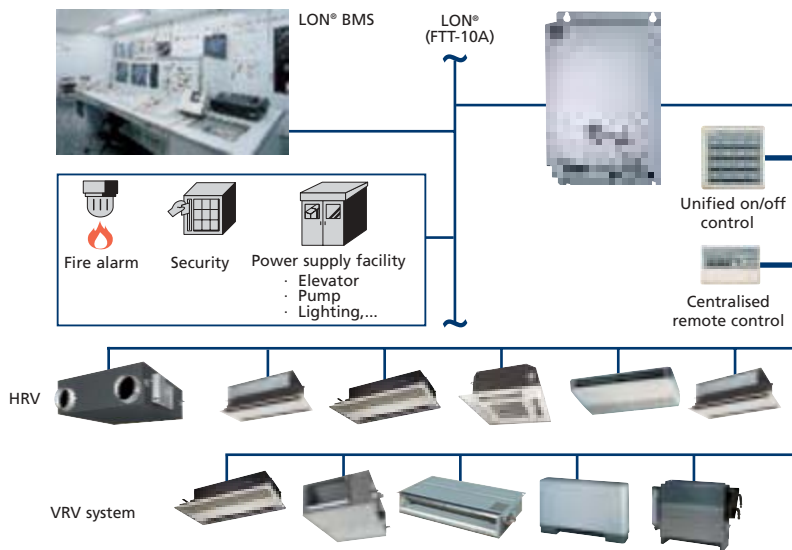 LON® BMS
LON®
(FTT-10A)
Unified on/off
control
Fire alarm
Security
Power supply facility
· Elevator
· Pump
· Lighting,...
Centralised
remote control
HRV
VRV system